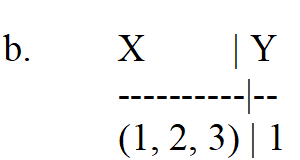 b. X | Y
----------|--
(1, 2, 3) | 1